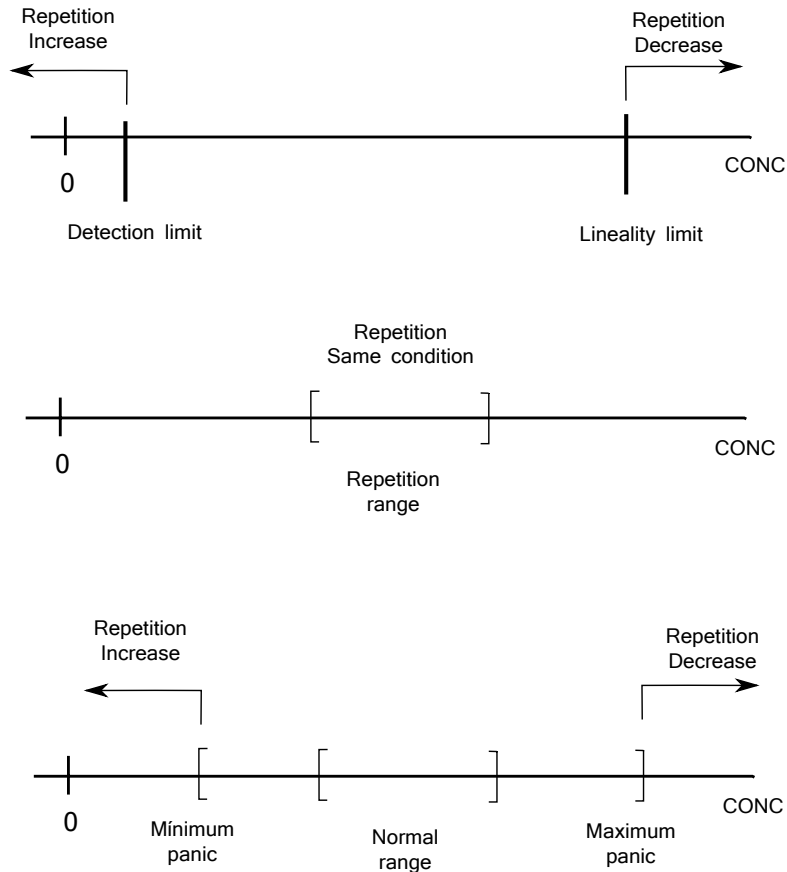 Repetition
Increase
Repetition
Decrease
0
CONC
Detection limit
Lineality limit
Repetition
Same condition
0
CONC
Repetition
range
Repetition
Increase
Repetition
Decrease
0
CONC
Mínimum
panic
Normal
range
Maximum
panic